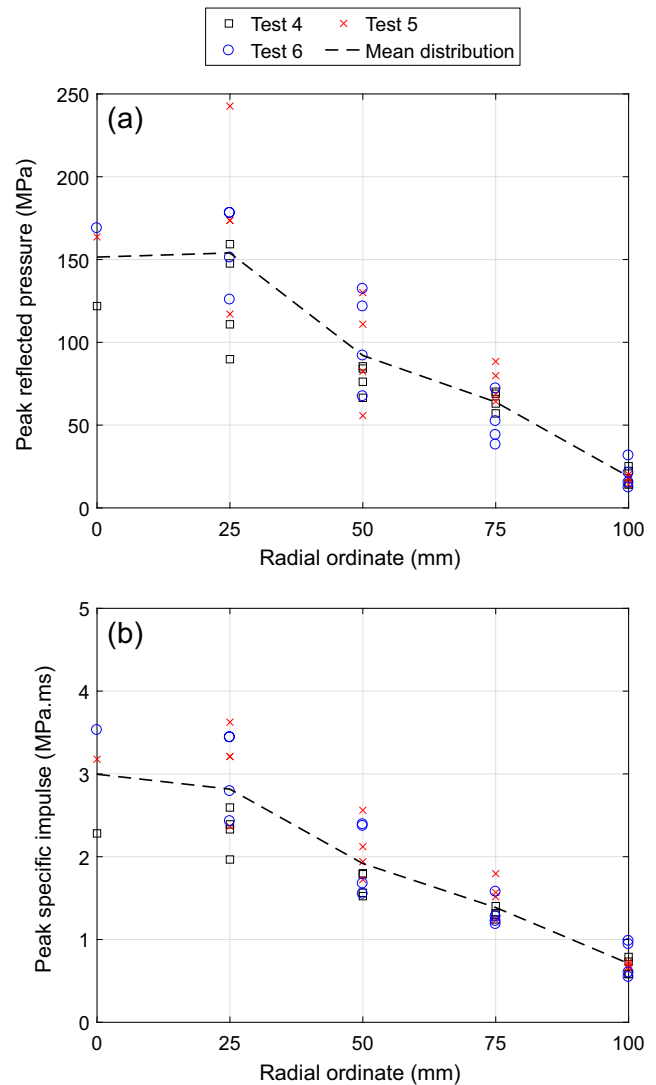 Test 4 Test 5
Test 6 Mean distribution
(a)
250
200
150
100
50
0
Peak reflected pressure (MPa)
0 25 50 75 100
Radial ordinate (mm)
(b)
5
4
3
2
1
0
Peak specific impulse (MPa.ms)
0 25 50 75 100
Radial ordinate (mm)